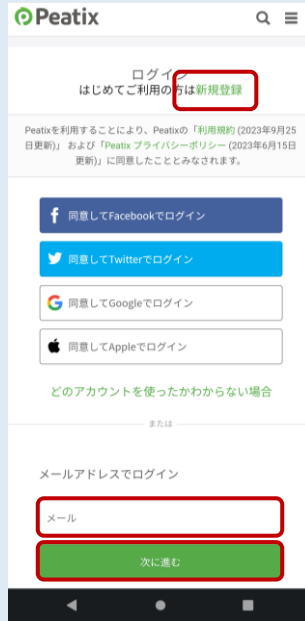 Peatix
ログイン
はじめてご利用の方は新規登録
Peatixを利用することにより、Peatixの「利用規約 (2023年9月25
日更新)」 および「Peatix プライバシーポリシー (2023年6月15日
更新)」に同意したこととみなされます。
同意してFacebookでログイン
同意してTwitterでログイン
同意してGoogleでログイン
同意してAppleでログイン
どのアカウントを使ったかわからない場合
または
メールアドレスでログイン
メール
次に進む